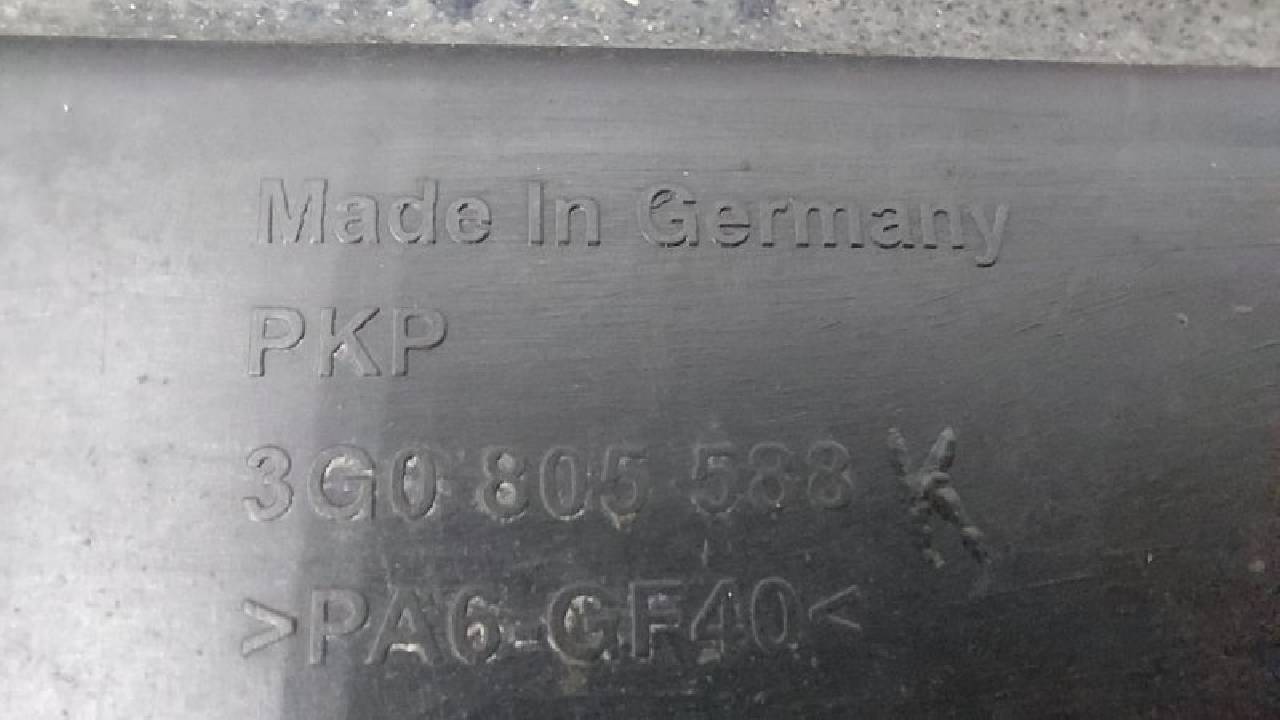 Made In Germany
PKP
3G0 805 588 K
>PA6-GF40<